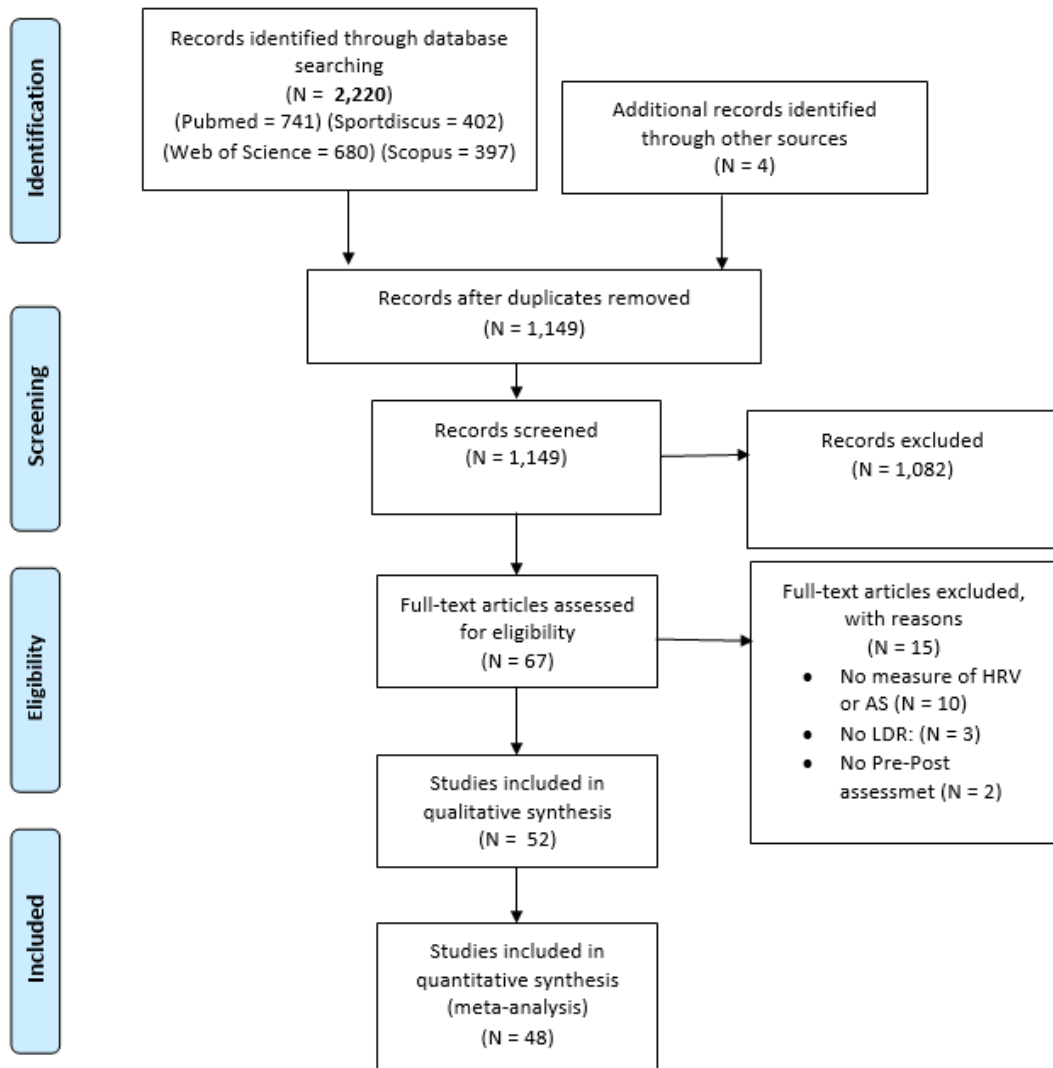 Identification
Records identified through database
searching
(N = 2,220)
(Pubmed = 741) (Sportdiscus = 402)
(Web of Science = 680) (Scopus = 397)
Additional records identified
through other sources
(N = 4)
Records after duplicates removed
(N = 1,149)
Screening
Records screened
(N = 1,149)
Records excluded
(N = 1,082)
Eligibility
Full-text articles assessed
for eligibility
(N = 67)
Full-text articles excluded,
with reasons
(N = 15)
● No measure of HRV
or AS (N = 10)
● No LDR: (N = 3)
● No Pre-Post
assessmet (N = 2)
Studies included in
qualitative synthesis
(N = 52)
Included
Studies included in
quantitative synthesis
(meta-analysis)
(N = 48)